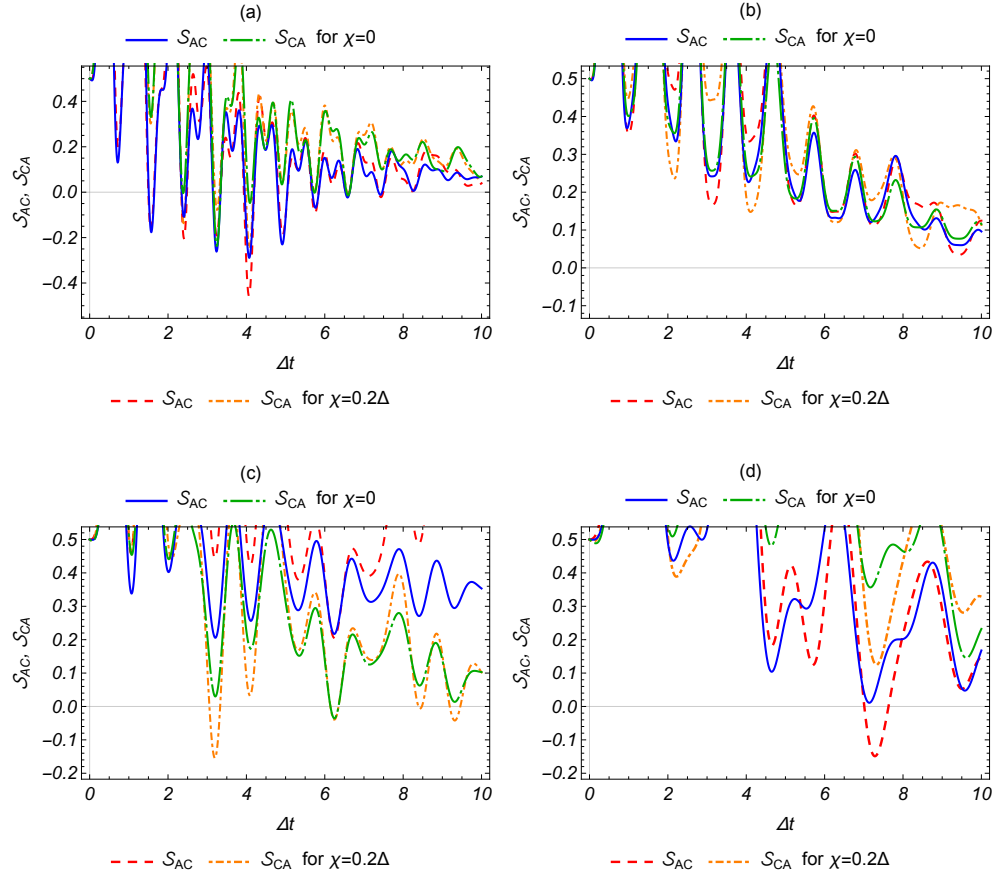 (a)
S_AC S_CA for χ=0
S_AC, S_CA
0.4
0.2
0.0
−0.2
−0.4
0 2 4 6 8 10
Δt
S_AC S_CA for χ=0.2Δ
(b)
S_AC S_CA for χ=0
S_AC, S_CA
0.5
0.4
0.3
0.2
0.1
0.0
−0.1
0 2 4 6 8 10
Δt
S_AC S_CA for χ=0.2Δ
(c)
S_AC S_CA for χ=0
S_AC, S_CA
0.5
0.4
0.3
0.2
0.1
0.0
−0.1
−0.2
0 2 4 6 8 10
Δt
S_AC S_CA for χ=0.2Δ
(d)
S_AC S_CA for χ=0
S_AC, S_CA
0.5
0.4
0.3
0.2
0.1
0.0
−0.1
−0.2
0 2 4 6 8 10
Δt
S_AC S_CA for χ=0.2Δ